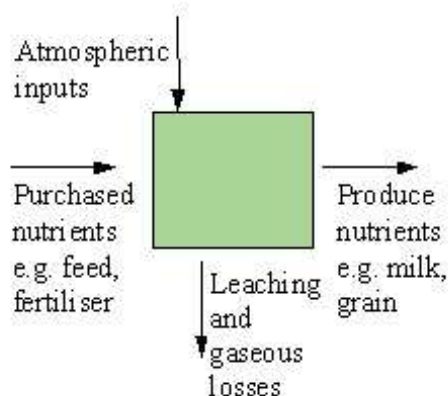 Atmospheric
inputs
Purchased
nutrients
e.g. feed,
fertiliser
Produce
nutrients
e.g. milk,
grain
Leaching
and
gaseous
losses